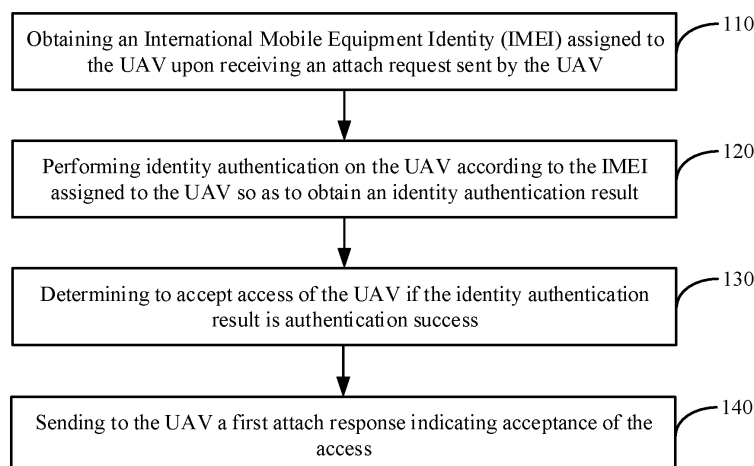 Obtaining an International Mobile Equipment Identity (IMEI) assigned to
the UAV upon receiving an attach request sent by the UAV
110
Performing identity authentication on the UAV according to the IMEI
assigned to the UAV so as to obtain an identity authentication result
120
Determining to accept access of the UAV if the identity authentication
result is authentication success
130
Sending to the UAV a first attach response indicating acceptance of the
access
140